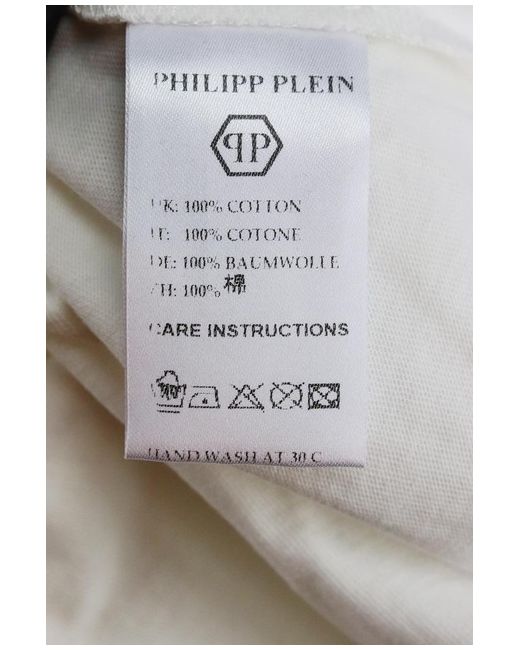 PHILIPP PLEIN
PP
UK: 100% COTTON
IT: 100% COTONE
DE: 100% BAUMWOLLE
ZH: 100% 棉
CARE INSTRUCTIONS
HAND WASH AT 30 C